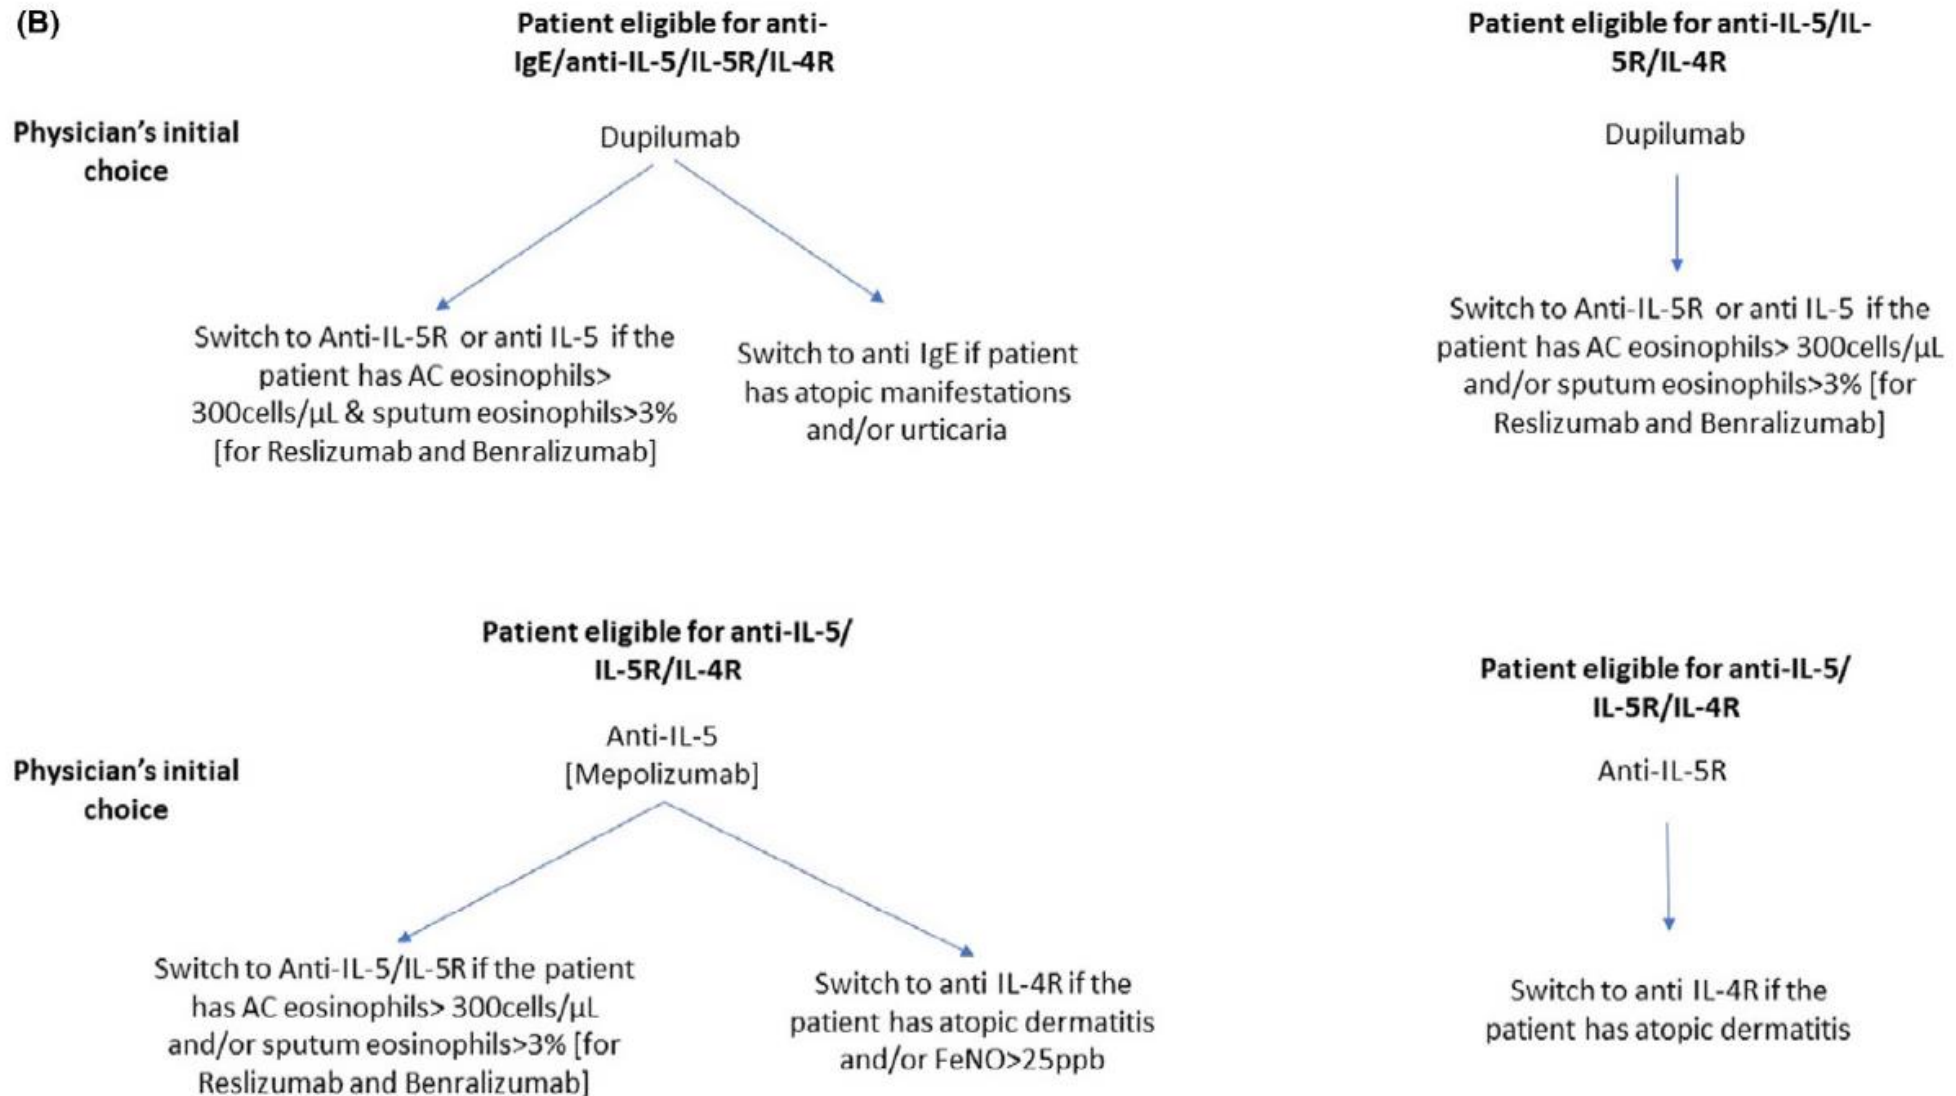 (B)
Patient eligible for anti-
IgE/anti-IL-5/IL-5R/IL-4R
Patient eligible for anti-IL-5/IL-
5R/IL-4R
Physician's initial
choice
Dupilumab
Dupilumab
Switch to Anti-IL-5R or anti IL-5 if the
patient has AC eosinophils>
300cells/µL & sputum eosinophils>3%
[for Reslizumab and Benralizumab]
Switch to anti IgE if patient
has atopic manifestations
and/or urticaria
Switch to Anti-IL-5R or anti IL-5 if the
patient has AC eosinophils> 300cells/µL
and/or sputum eosinophils>3% [for
Reslizumab and Benralizumab]
Patient eligible for anti-IL-5/
IL-5R/IL-4R
Patient eligible for anti-IL-5/
IL-5R/IL-4R
Physician's initial
choice
Anti-IL-5
[Mepolizumab]
Anti-IL-5R
Switch to Anti-IL-5/IL-5R if the patient
has AC eosinophils> 300cells/µL
and/or sputum eosinophils>3% [for
Reslizumab and Benralizumab]
Switch to anti IL-4R if the
patient has atopic dermatitis
and/or FeNO>25ppb
Switch to anti IL-4R if the
patient has atopic dermatitis